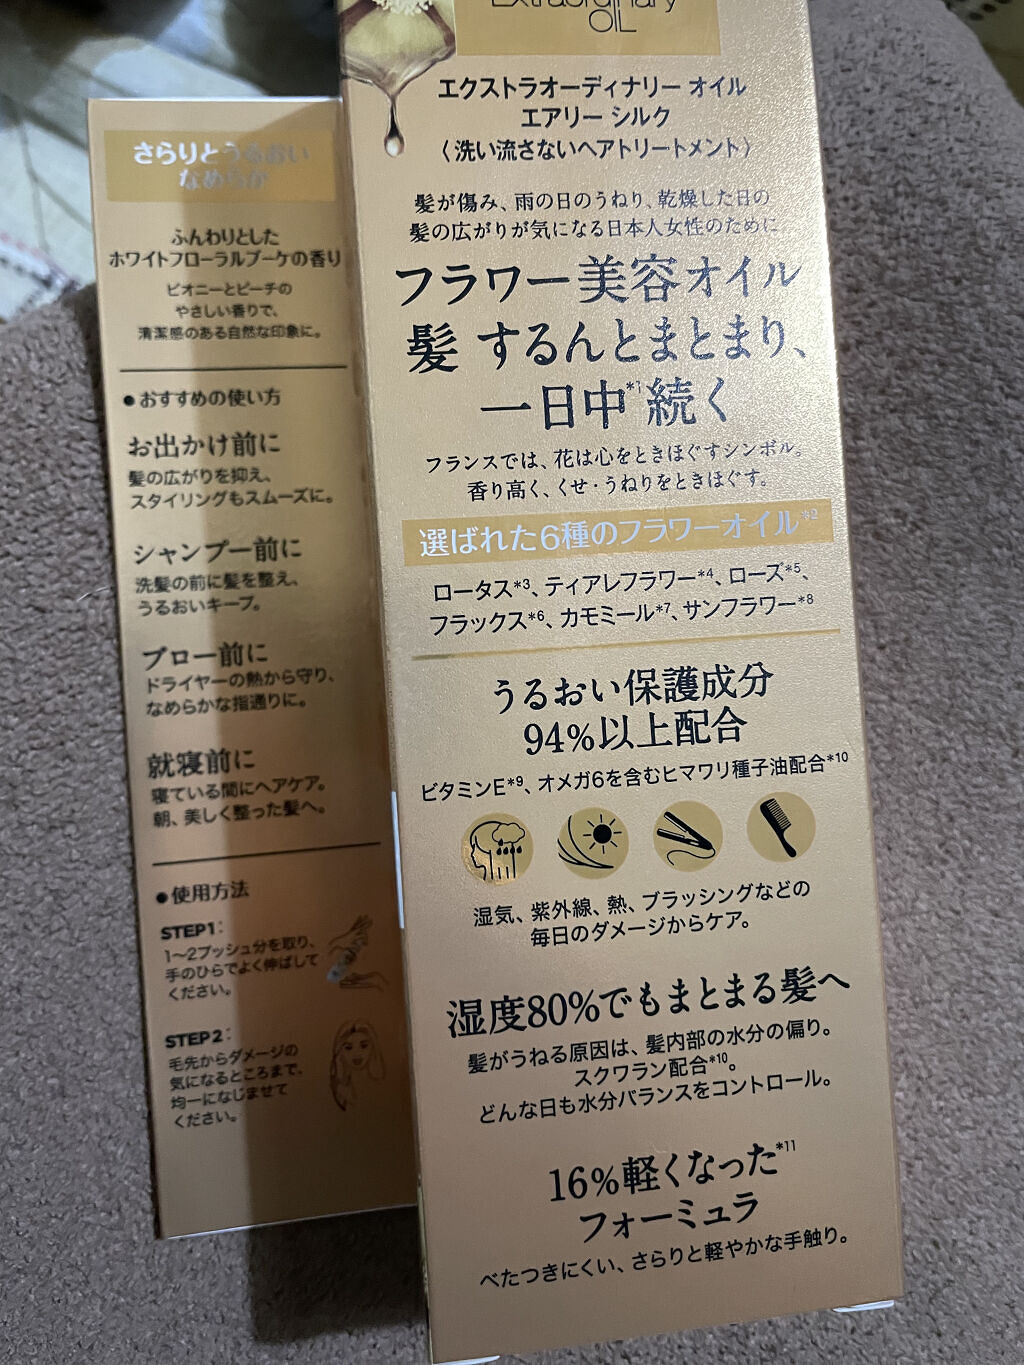 さらりとうるおい
なめらか
ふんわりとした
ホワイトフローラルブーケの香り
ピオニーとピーチの
やさしい香りで、
清潔感のある自然な印象に。
●おすすめの使い方
お出かけ前に
髪の広がりを抑え、
スタイリングもスムーズに。
シャンプー前に
洗髪の前に髪を整え、
うるおいキープ。
ブロー前に
ドライヤーの熱から守り、
なめらかな指通りに。
就寝前に
寝ている間にヘアケア。
朝、美しく整った髪へ。
●使用方法
STEP1:
1〜2プッシュ分を取り、
手のひらでよく伸ばして
ください。
STEP2:
毛先からダメージの
気になるところまで、
均一になじませて
ください。
Extraordinary
OIL
エクストラオーディナリー オイル
エアリー シルク
〈洗い流さないヘアトリートメント〉
髪が傷み、雨の日のうねり、乾燥した日の
髪の広がりが気になる日本人女性のために
フラワー美容オイル
髪 するんとまとまり、
一日中*1続く
フランスでは、花は心をときほぐすシンボル。
香り高く、くせ・うねりをときほぐす。
選ばれた6種のフラワーオイル*2
ロータス*3、ティアレフラワー*4、ローズ*5、
フラックス*6、カモミール*7、サンフラワー*8
うるおい保護成分
94%以上配合
ビタミンE*9、オメガ6を含むヒマワリ種子油配合*10
湿気、紫外線、熱、ブラッシングなどの
毎日のダメージからケア。
湿度80%でもまとまる髪へ
髪がうねる原因は、髪内部の水分の偏り。
スクワラン配合*10。
どんな日も水分バランスをコントロール。
16%軽くなった*11
フォーミュラ
べたつきにくい、さらりと軽やかな手触り。